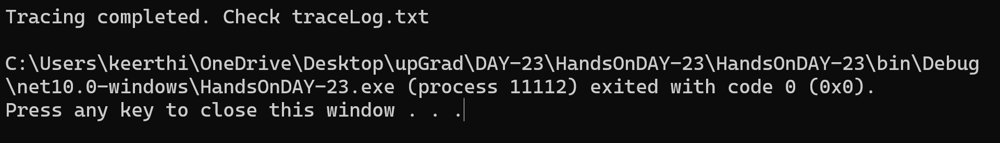 Tracing completed. Check traceLog.txt
C:\Users\keerthi\OneDrive\Desktop\upGrad\DAY-23\HandsOnDAY-23\HandsOnDAY-23\bin\Debug
\net10.0-windows\HandsOnDAY-23.exe (process 11112) exited with code 0 (0x0).
Press any key to close this window . . .